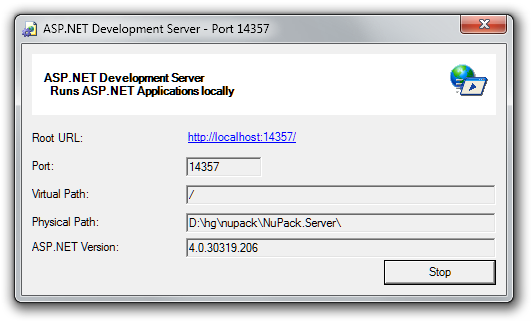 ASP.NET Development Server - Port 14357
ASP.NET Development Server
Runs ASP.NET Applications locally
Root URL: http://localhost:14357/
Port: 14357
Virtual Path: /
Physical Path: D:\hg\nupack\NuPack.Server\
ASP.NET Version: 4.0.30319.206
Stop